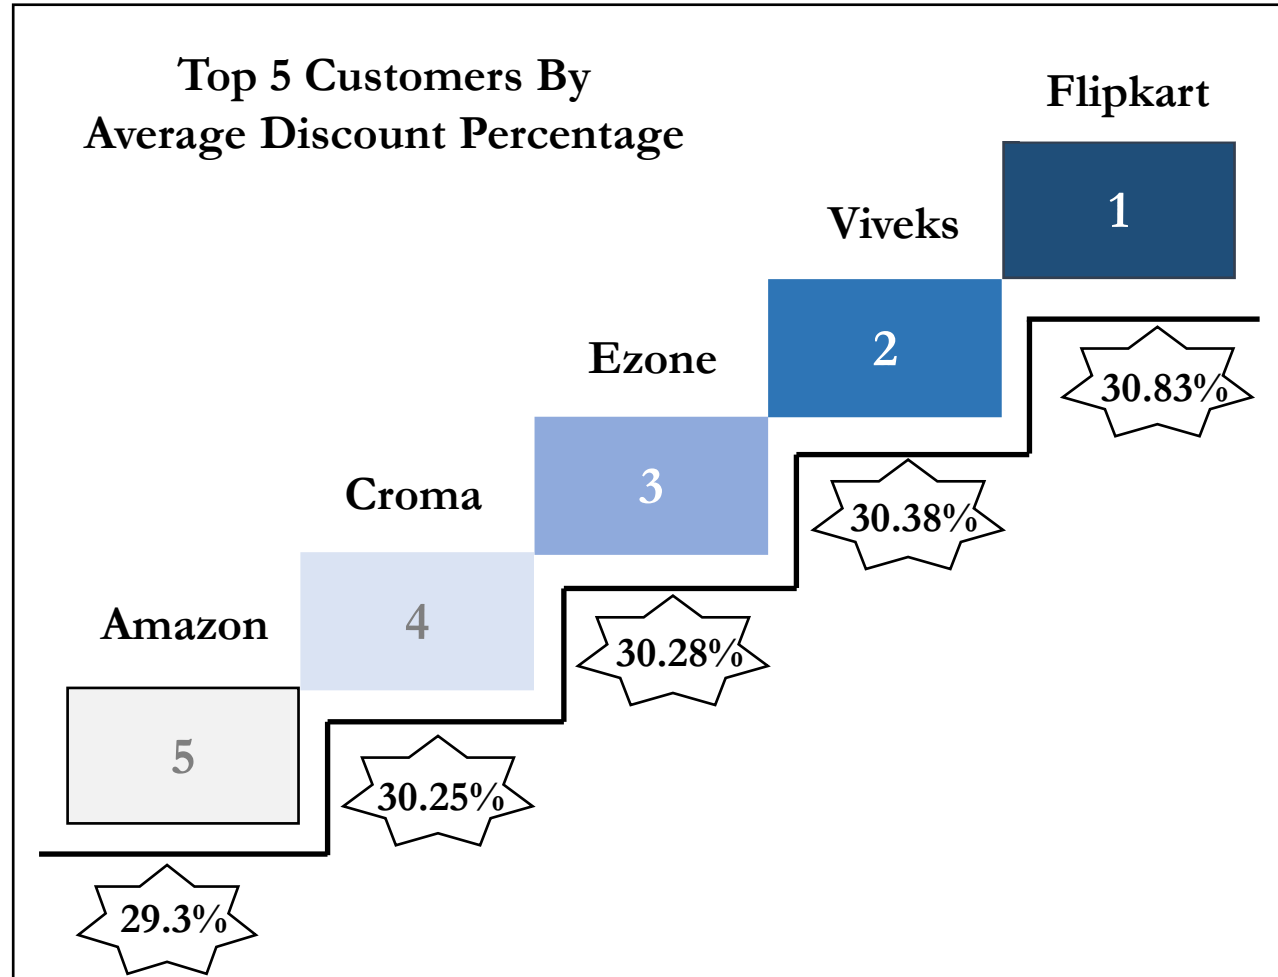 Top 5 Customers By
Average Discount Percentage
Flipkart
1
30.83%
Viveks
2
30.38%
Ezone
3
30.28%
Croma
4
30.25%
Amazon
5
29.3%